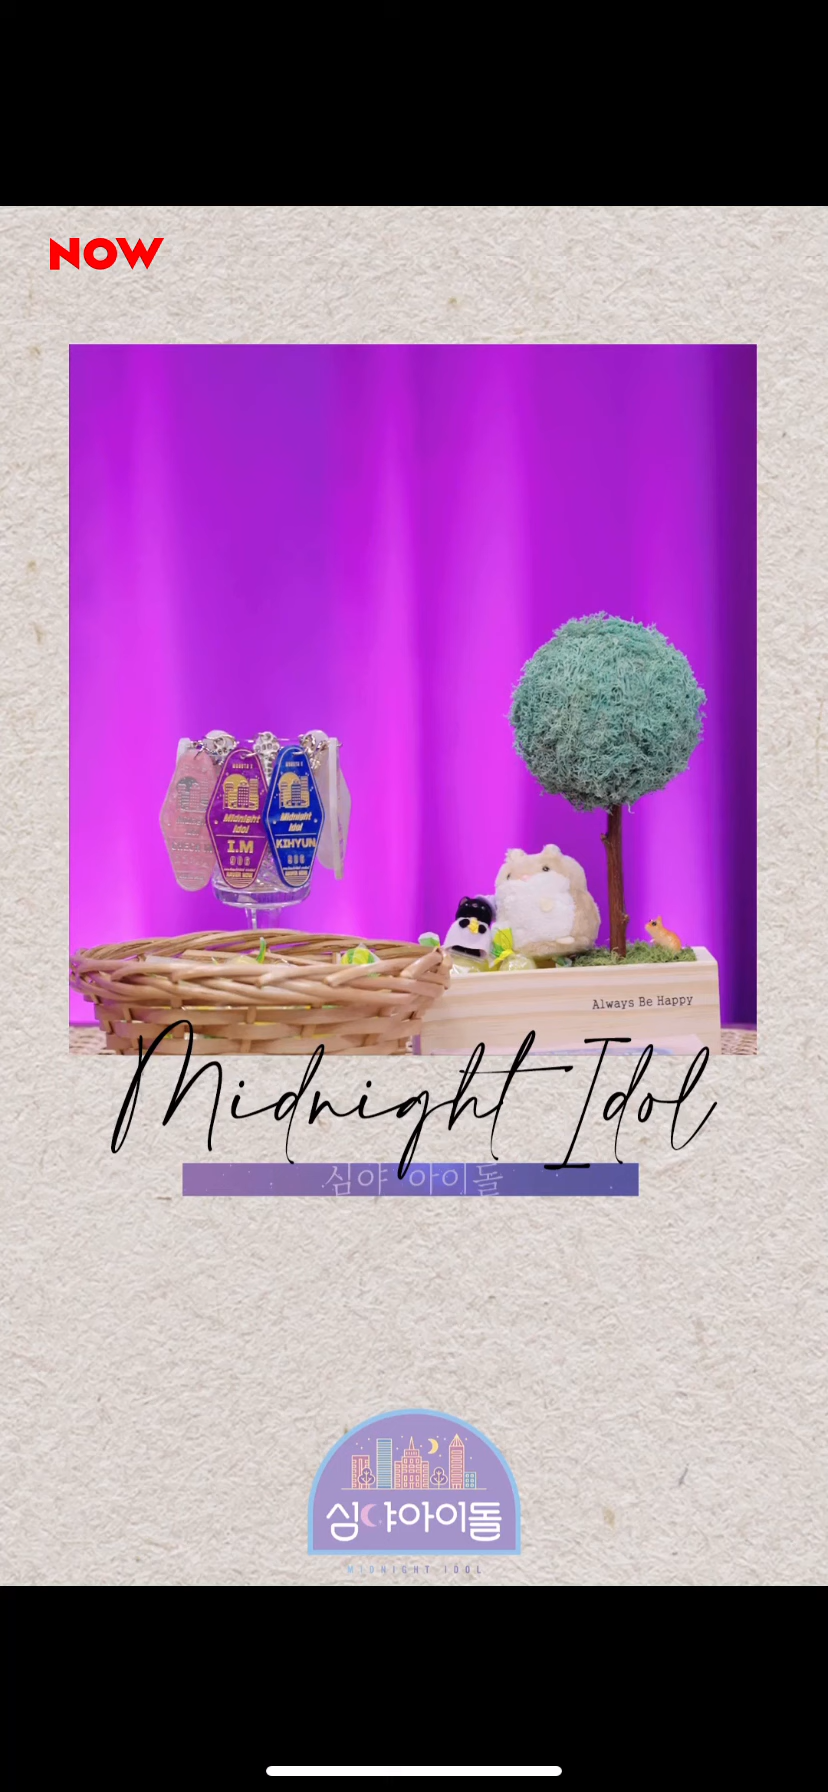 NOW
Midnight
Idol
I.M
Midnight
Idol
KIHYUN
Always Be Happy
Midnight Idol
심야 아이돌
심야아이돌
MIDNIGHT IDOL